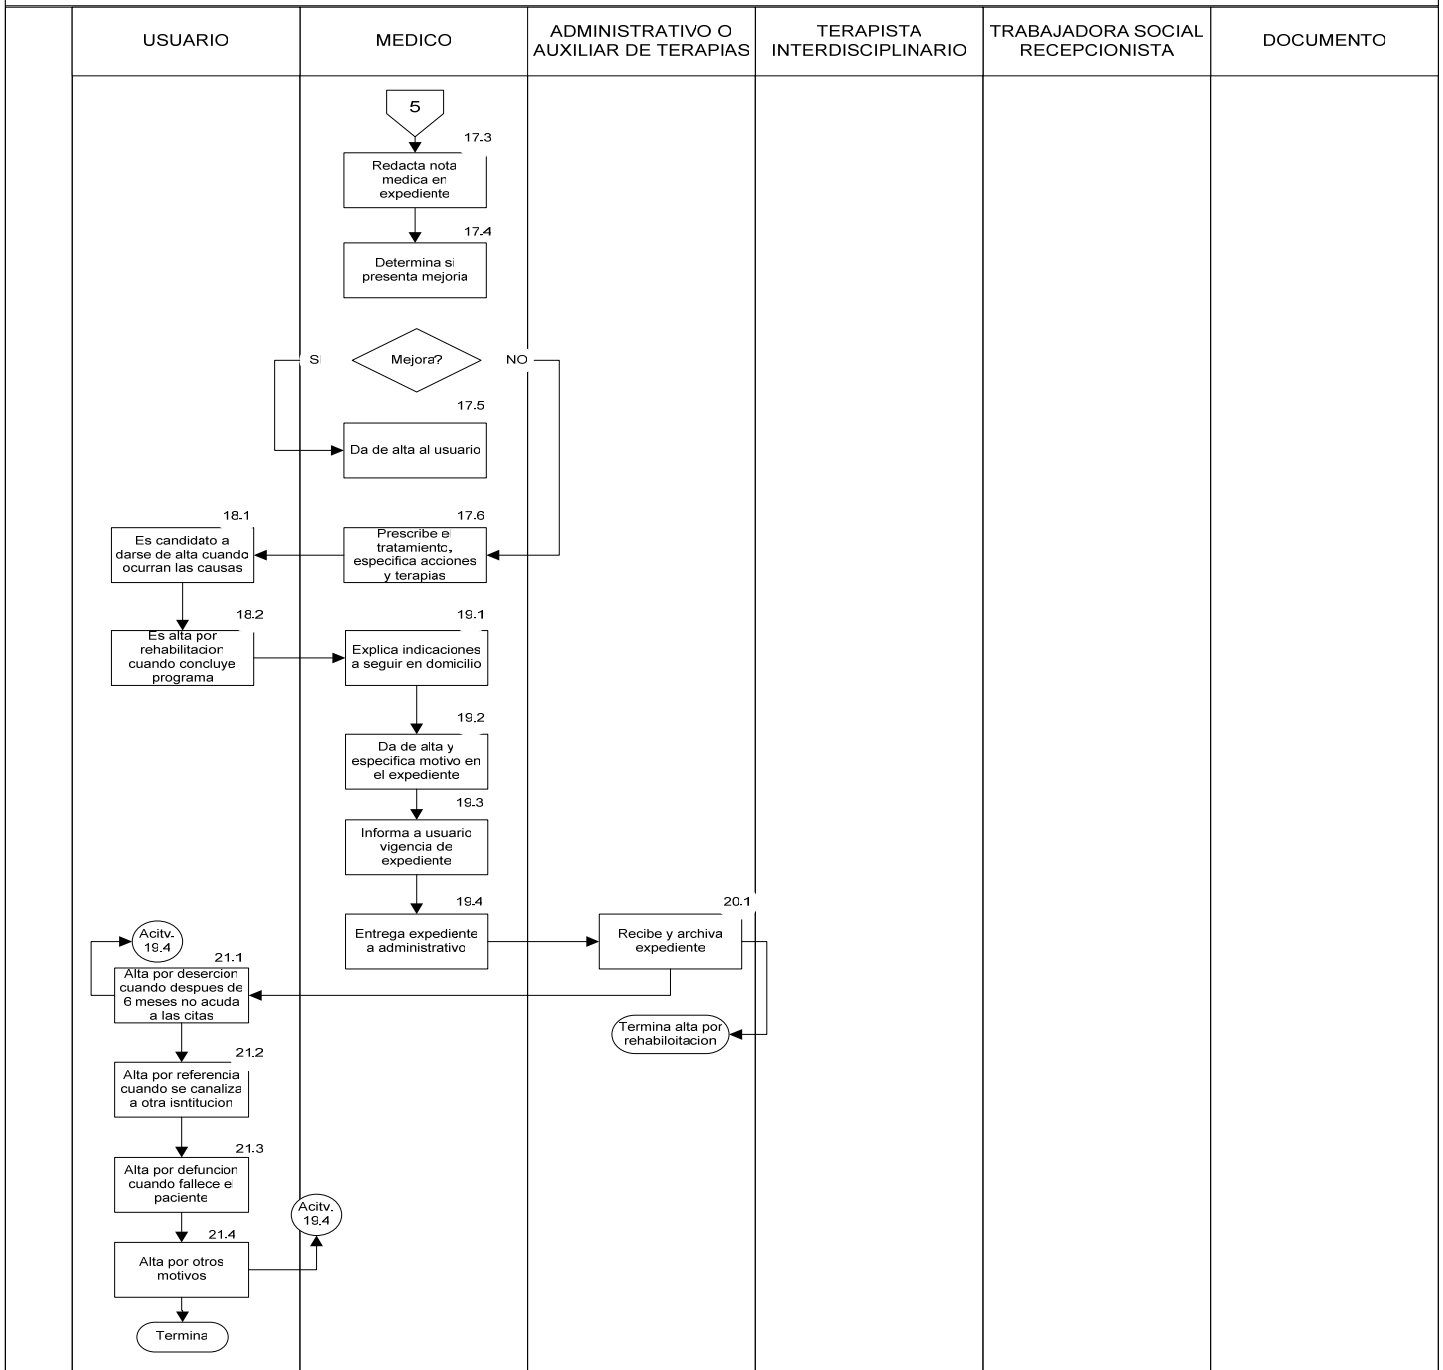 USUARIO
MEDICO
ADMINISTRATIVO O
AUXILIAR DE TERAPIAS
TERAPISTA
INTERDISCIPLINARIO
TRABAJADORA SOCIAL
RECEPCIONISTA
DOCUMENTO
5
17.3
Redacta nota
medica en
expediente
17.4
Determina si
presenta mejoria
SI
Mejora?
NO
17.5
Da de alta al usuario
18.1
Es candidato a
darse de alta cuando
ocurran las causas
17.6
Prescribe el
tratamiento,
especifica acciones
y terapias
18.2
Es alta por
rehabilitacion
cuando concluye
programa
19.1
Explica indicaciones
a seguir en domicilio
19.2
Da de alta y
especifica motivo en
el expediente
19.3
Informa a usuario
vigencia de
expediente
19.4
Entrega expediente
a administrativo
20.1
Recibe y archiva
expediente
Acitv.
19.4
21.1
Alta por desercion
cuando despues de
6 meses no acuda
a las citas
Termina alta por
rehabiloitacion
21.2
Alta por referencia
cuando se canaliza
a otra isntitucion
21.3
Alta por defuncion
cuando fallece el
paciente
Acitv.
19.4
21.4
Alta por otros
motivos
Termina